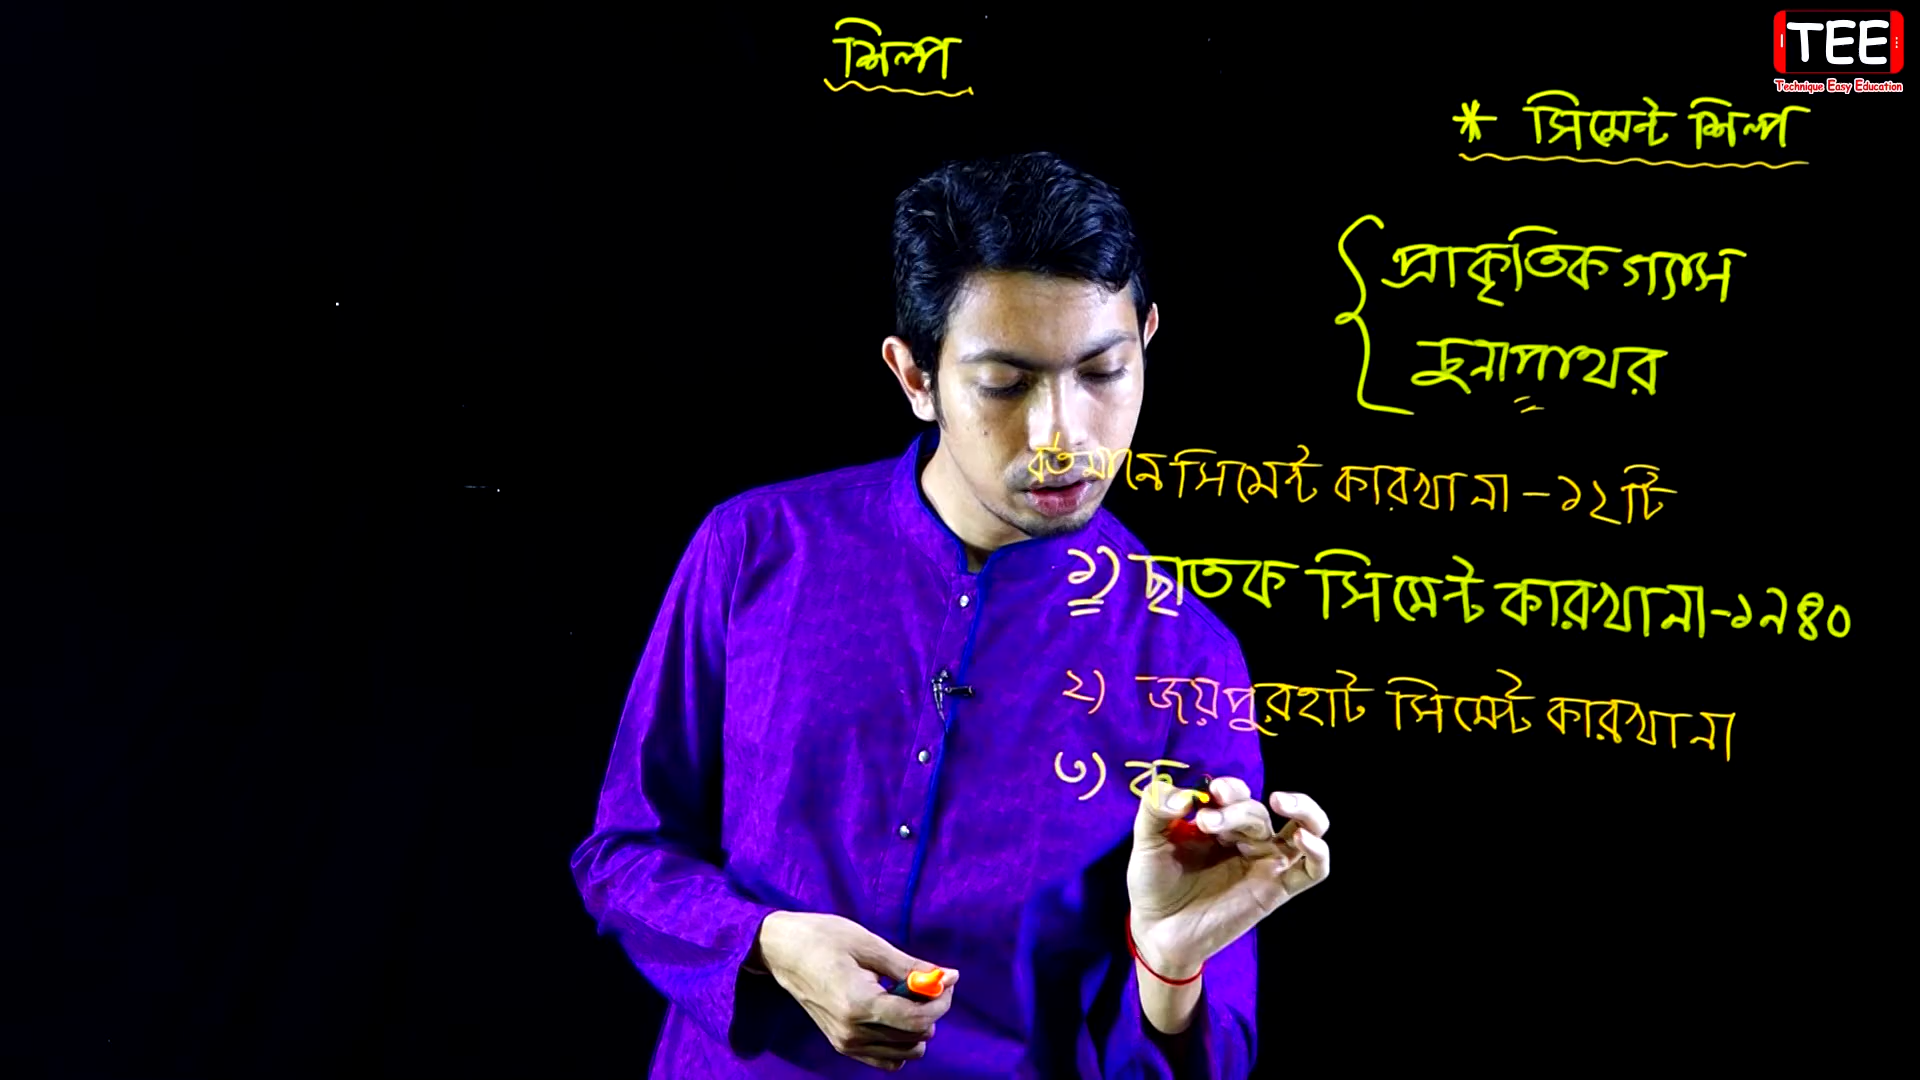 শিল্প
TEE
Technique Easy Education
* সিমেন্ট শিল্প
প্রাকৃতিক গ্যাস
চুনাপাথর
বর্তমানে সিমেন্ট কারখানা - ১২টি
১) ছাতক সিমেন্ট কারখানা - ১৯৪০
২) জয়পুরহাট সিমেন্ট কারখানা
৩) ক